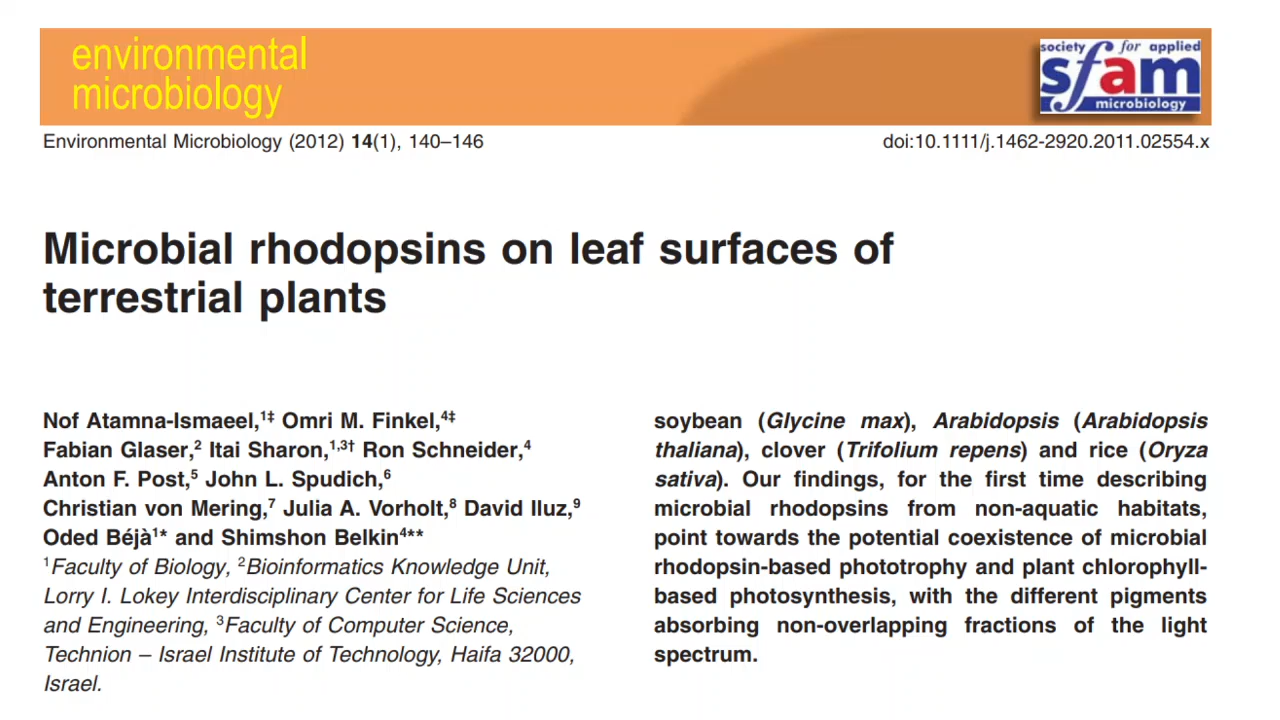 environmental
microbiology
society for applied
sfam
microbiology
Environmental Microbiology (2012) 14(1), 140–146
doi:10.1111/j.1462-2920.2011.02554.x
Microbial rhodopsins on leaf surfaces of
terrestrial plants
Nof Atamna-Ismaeel,¹‡ Omri M. Finkel,⁴‡
Fabian Glaser,² Itai Sharon,¹,³† Ron Schneider,⁴
Anton F. Post,⁵ John L. Spudich,⁶
Christian von Mering,⁷ Julia A. Vorholt,⁸ David Iluz,⁹
Oded Béjà¹* and Shimshon Belkin⁴**
¹Faculty of Biology, ²Bioinformatics Knowledge Unit,
Lorry I. Lokey Interdisciplinary Center for Life Sciences
and Engineering, ³Faculty of Computer Science,
Technion – Israel Institute of Technology, Haifa 32000,
Israel.
soybean (Glycine max), Arabidopsis (Arabidopsis
thaliana), clover (Trifolium repens) and rice (Oryza
sativa). Our findings, for the first time describing
microbial rhodopsins from non-aquatic habitats,
point towards the potential coexistence of microbial
rhodopsin-based phototrophy and plant chlorophyll-
based photosynthesis, with the different pigments
absorbing non-overlapping fractions of the light
spectrum.